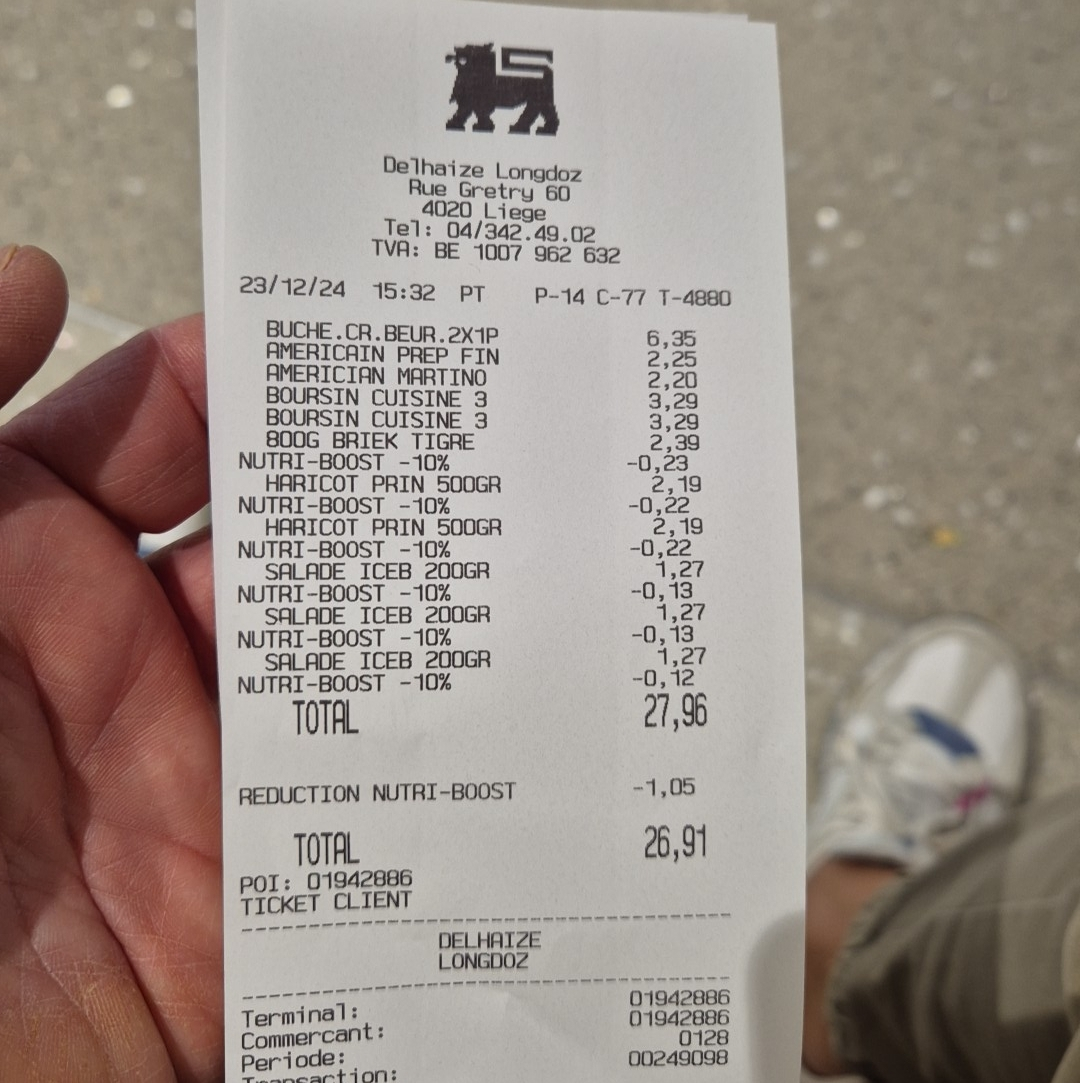 Delhaize Longdoz
Rue Gretry 60
4020 Liege
Tel: 04/342.49.02
TVA: BE 1007 962 632
23/12/24 15:32 PT P-14 C-77 T-4880
BUCHE.CR.BEUR.2X1P 6,35
AMERICAIN PREP FIN 2,25
AMERICIAN MARTINO 2,20
BOURSIN CUISINE 3 3,29
BOURSIN CUISINE 3 3,29
800G BRIEK TIGRE 2,39
NUTRI-BOOST -10% -0,23
HARICOT PRIN 500GR 2,19
NUTRI-BOOST -10% -0,22
HARICOT PRIN 500GR 2,19
NUTRI-BOOST -10% -0,22
SALADE ICEB 200GR 1,27
NUTRI-BOOST -10% -0,13
SALADE ICEB 200GR 1,27
NUTRI-BOOST -10% -0,13
SALADE ICEB 200GR 1,27
NUTRI-BOOST -10% -0,12
TOTAL 27,96
REDUCTION NUTRI-BOOST -1,05
TOTAL 26,91
POI: 01942886
TICKET CLIENT
DELHAIZE
LONGDOZ
Terminal: 01942886
Commercant: 01942886
Periode: 0128
Transaction: 00249098